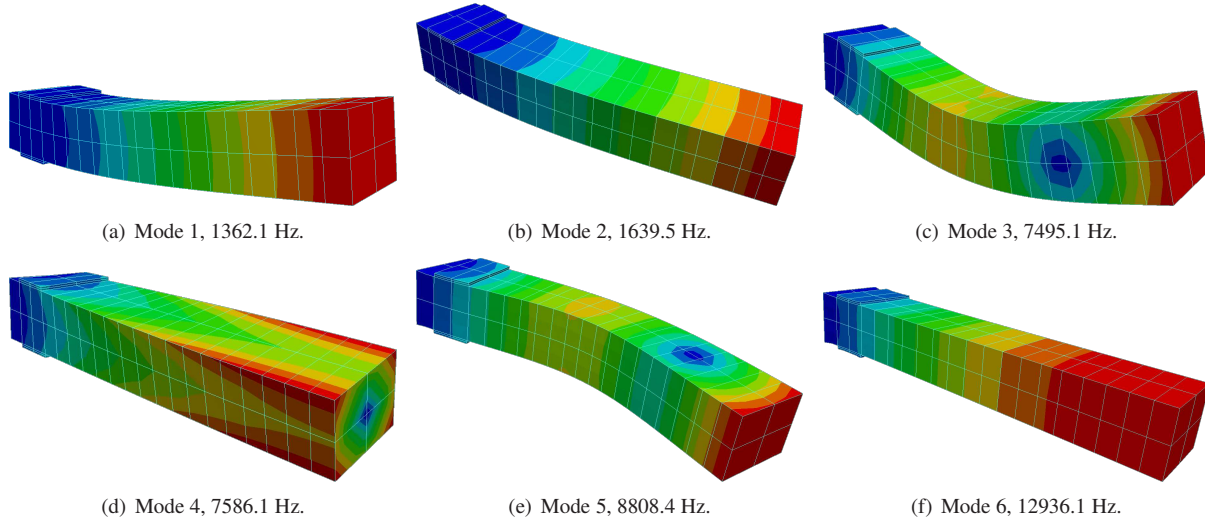 (a) Mode 1, 1362.1 Hz.
(b) Mode 2, 1639.5 Hz.
(c) Mode 3, 7495.1 Hz.
(d) Mode 4, 7586.1 Hz.
(e) Mode 5, 8808.4 Hz.
(f) Mode 6, 12936.1 Hz.